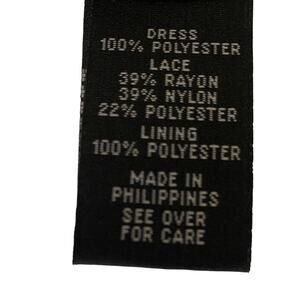 DRESS
100% POLYESTER
LACE
39% RAYON
39% NYLON
22% POLYESTER
LINING
100% POLYESTER
MADE IN
PHILIPPINES
SEE OVER
FOR CARE